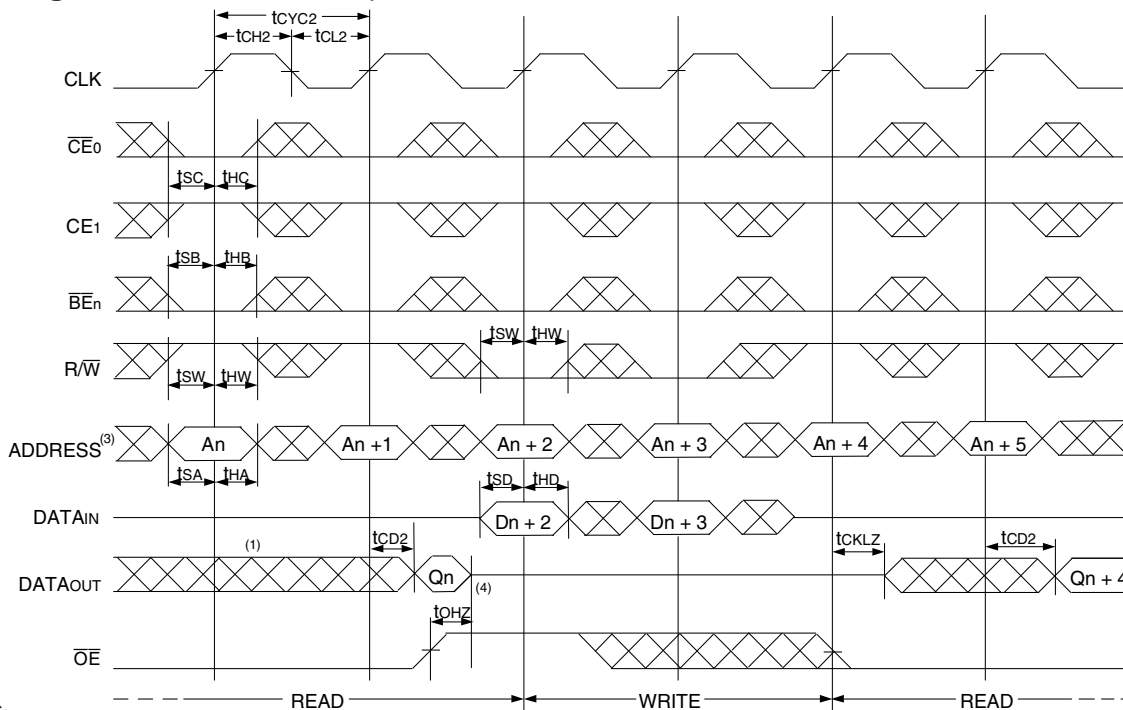 tCYC2
tCH2 tCL2
CLK
CE0
tSC tHC
CE1
tSB tHB
BEn
tSW tHW
R/W
tSW tHW
ADDRESS(3) An An +1 An + 2 An + 3 An + 4 An + 5
tSA tHA
tSD tHD
DATAIN Dn + 2 Dn + 3
(1) tCD2 tCKLZ tCD2
DATAOUT Qn (4) Qn + 4
tOHZ
OE
READ WRITE READ